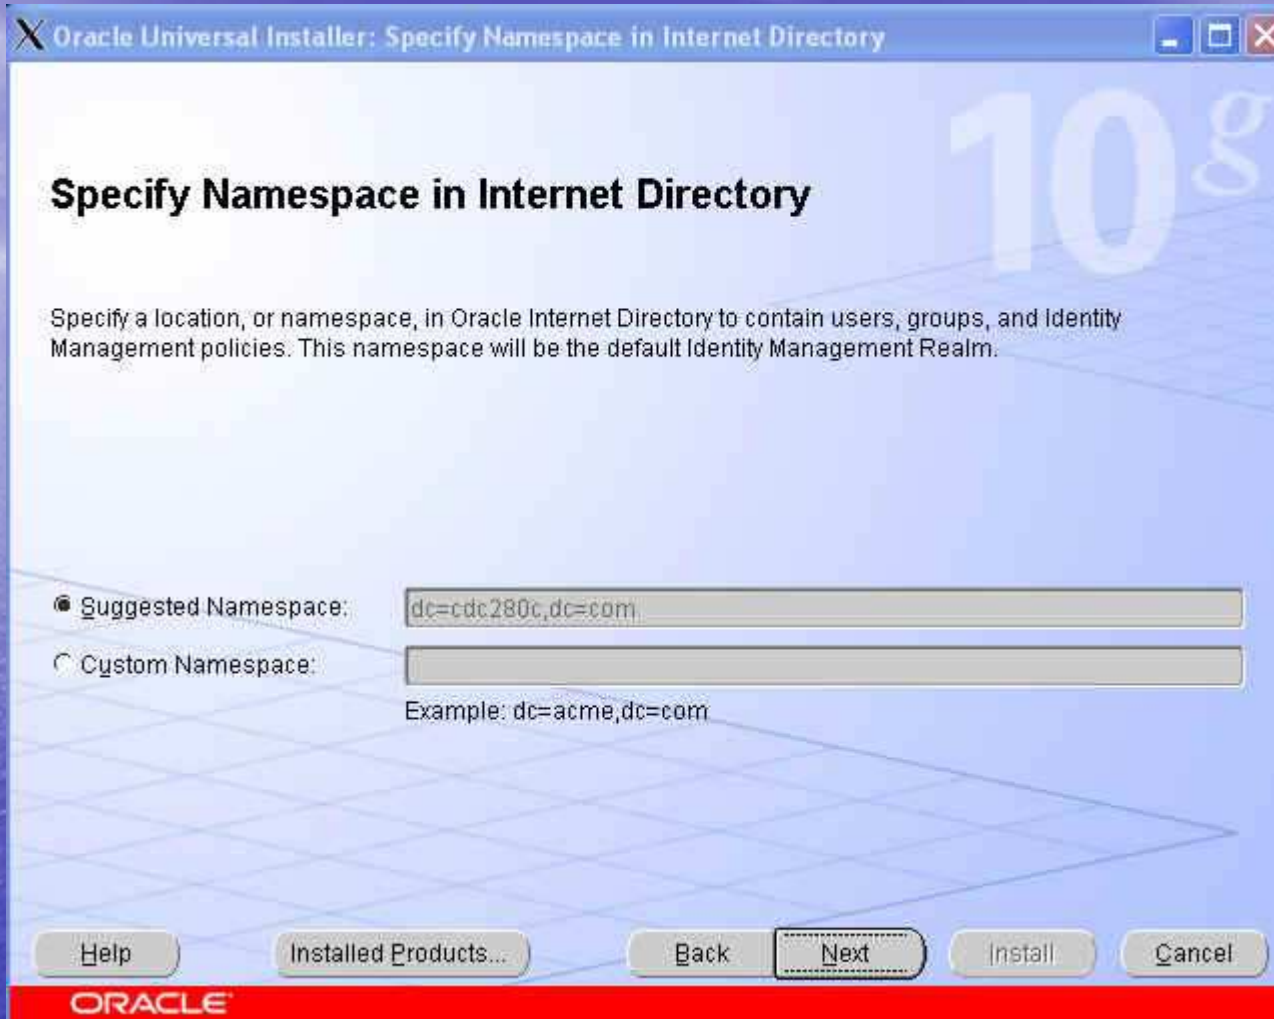 X Oracle Universal Installer: Specify Namespace in Internet Directory
10g
Specify Namespace in Internet Directory
Specify a location, or namespace, in Oracle Internet Directory to contain users, groups, and Identity
Management policies. This namespace will be the default Identity Management Realm.
Suggested Namespace: dc=cdc280c,dc=com
Custom Namespace:
Example: dc=acme,dc=com
Help Installed Products... Back Next Install Cancel
ORACLE